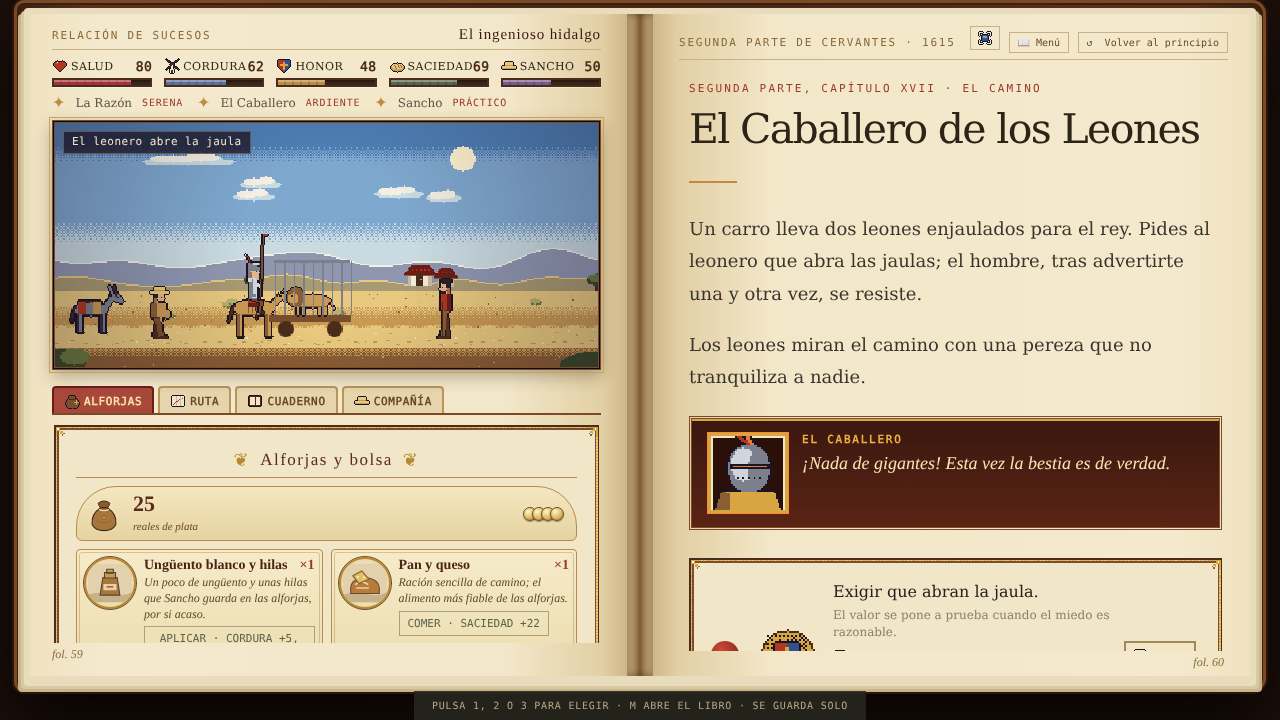 RELACIÓN DE SUCESOS
El ingenioso hidalgo
SALUD 80
CORDURA 62
HONOR 48
SACIEDAD 69
SANCHO 50
La Razón SERENA
El Caballero ARDIENTE
Sancho PRÁCTICO
El leonero abre la jaula
ALFORJAS
RUTA
CUADERNO
COMPAÑÍA
Alforjas y bolsa
25
reales de plata
Ungüento blanco y hilas ×1
Un poco de ungüento y unas hilas
que Sancho guarda en las alforjas,
por si acaso.
APLICAR · CORDURA +5,
Pan y queso ×1
Ración sencilla de camino; el
alimento más fiable de las alforjas.
COMER · SACIEDAD +22
fol. 59
SEGUNDA PARTE DE CERVANTES · 1615
Menú
↺ Volver al principio
SEGUNDA PARTE, CAPÍTULO XVII · EL CAMINO
El Caballero de los Leones
Un carro lleva dos leones enjaulados para el rey. Pides al
leonero que abra las jaulas; el hombre, tras advertirte
una y otra vez, se resiste.
Los leones miran el camino con una pereza que no
tranquiliza a nadie.
EL CABALLERO
¡Nada de gigantes! Esta vez la bestia es de verdad.
Exigir que abran la jaula.
El valor se pone a prueba cuando el miedo es
razonable.
fol. 60
PULSA 1, 2 O 3 PARA ELEGIR · M ABRE EL LIBRO · SE GUARDA SOLO